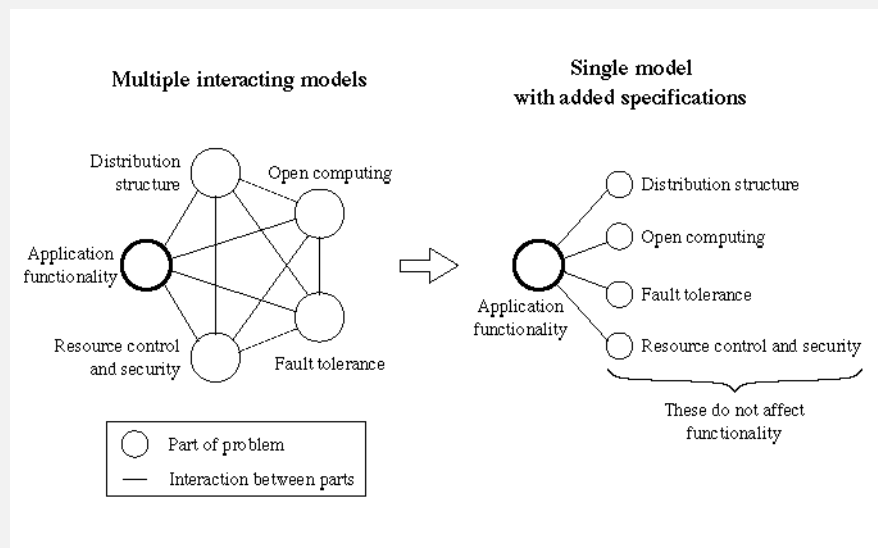 Multiple interacting models
Single model
with added specifications
Distribution
structure
Open computing
Application
functionality
Resource control
and security
Fault tolerance
Distribution structure
Open computing
Fault tolerance
Resource control and security
Application
functionality
These do not affect
functionality
Part of problem
Interaction between parts